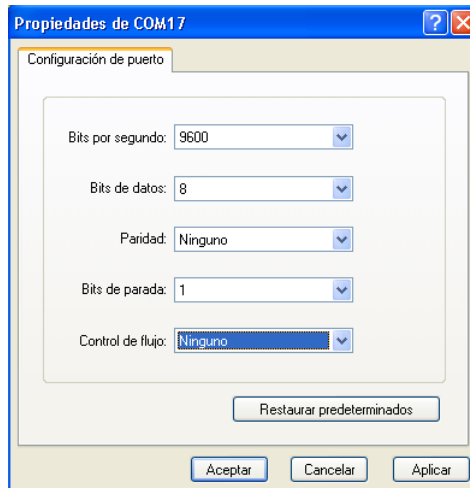 Propiedades de COM17
Configuración de puerto
Bits por segundo: 9600
Bits de datos: 8
Paridad: Ninguno
Bits de parada: 1
Control de flujo: Ninguno
Restaurar predeterminados
Aceptar Cancelar Aplicar